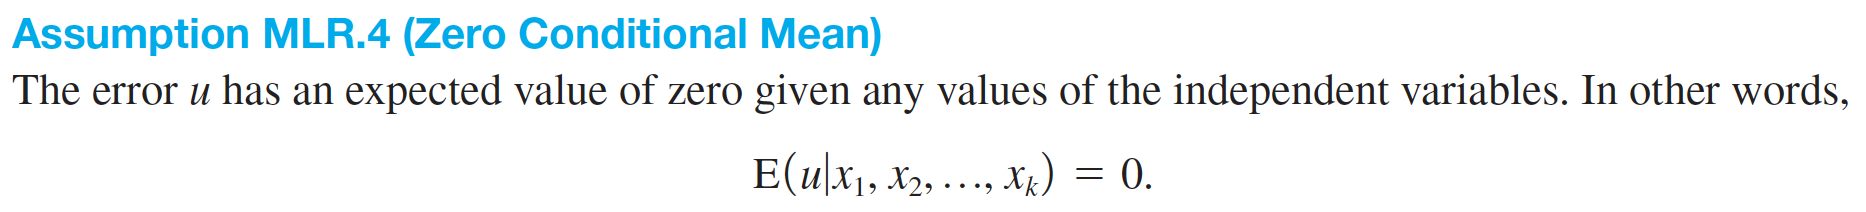 Assumption MLR.4 (Zero Conditional Mean)
The error u has an expected value of zero given any values of the independent variables. In other words,
E(u|x₁, x₂, …, xₖ) = 0.